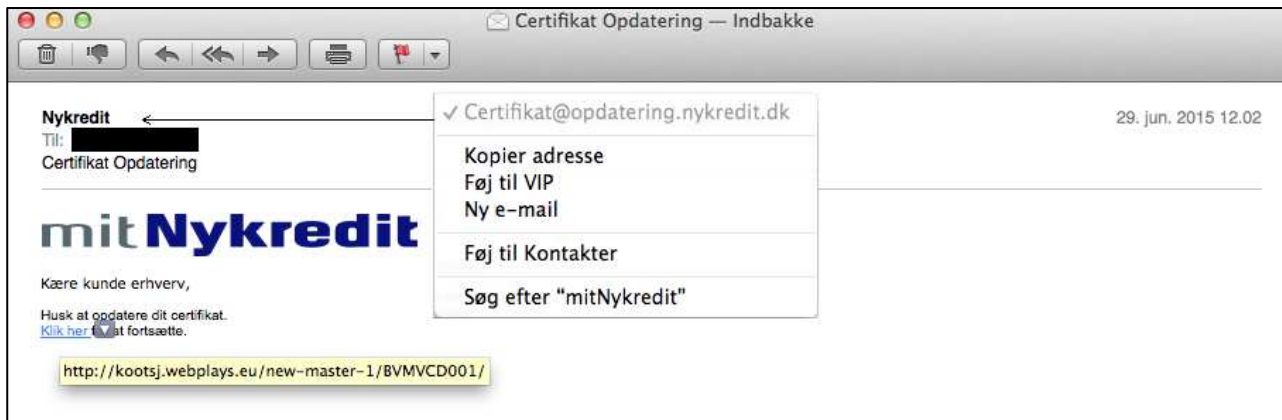 Certifikat Opdatering — Indbakke
Nykredit
✓ Certifikat@opdatering.nykredit.dk
29. jun. 2015 12.02
Til:
Certifikat Opdatering
Kopier adresse
Føj til VIP
Ny e-mail
Føj til Kontakter
Søg efter "mitNykredit"
mit Nykredit
Kære kunde erhverv,
Husk at opdatere dit certifikat.
Klik her at fortsætte.
http://kootsj.webplays.eu/new-master-1/BVMVCD001/